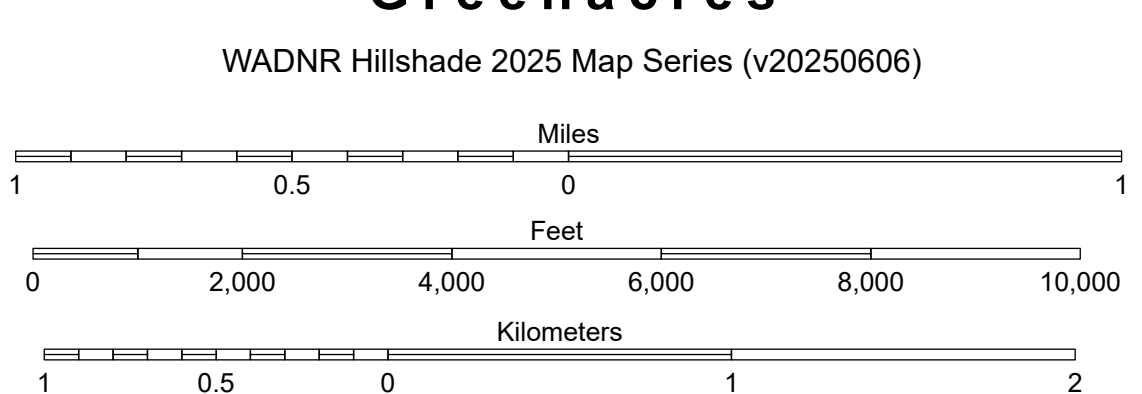 Greenacres
WADNR Hillshade 2025 Map Series (v20250606)
Miles
1 0.5 0 1
Feet
0 2,000 4,000 6,000 8,000 10,000
Kilometers
1 0.5 0 1 2